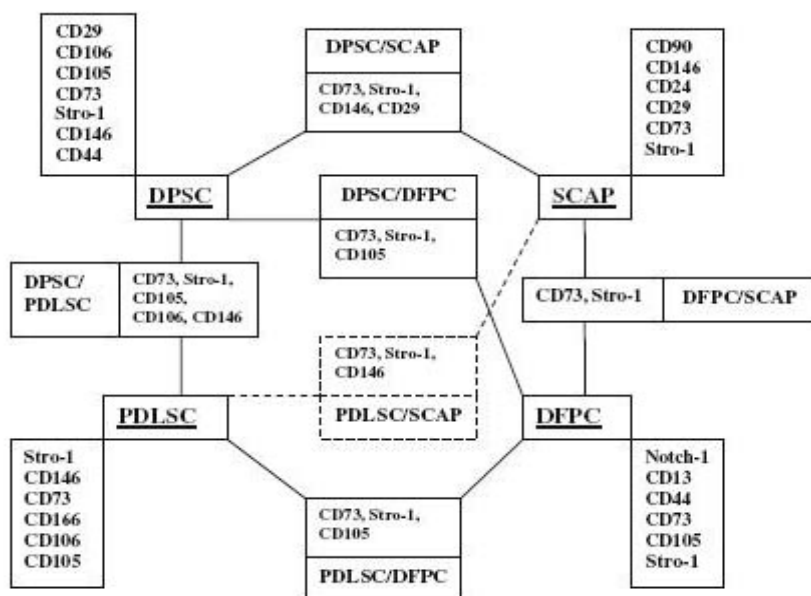 CD29
CD106
CD105
CD73
Stro-1
CD146
CD44
DPSC
DPSC/SCAP
CD73, Stro-1,
CD146, CD29
CD90
CD146
CD24
CD29
CD73
Stro-1
SCAP
DPSC/DFPC
CD73, Stro-1,
CD105
DPSC/
PDLSC
CD73, Stro-1,
CD105,
CD106, CD146
CD73, Stro-1
DFPC/SCAP
CD73, Stro-1,
CD146
PDLSC/SCAP
PDLSC
Stro-1
CD146
CD73
CD166
CD106
CD105
CD73, Stro-1,
CD105
PDLSC/DFPC
DFPC
Notch-1
CD13
CD44
CD73
CD105
Stro-1